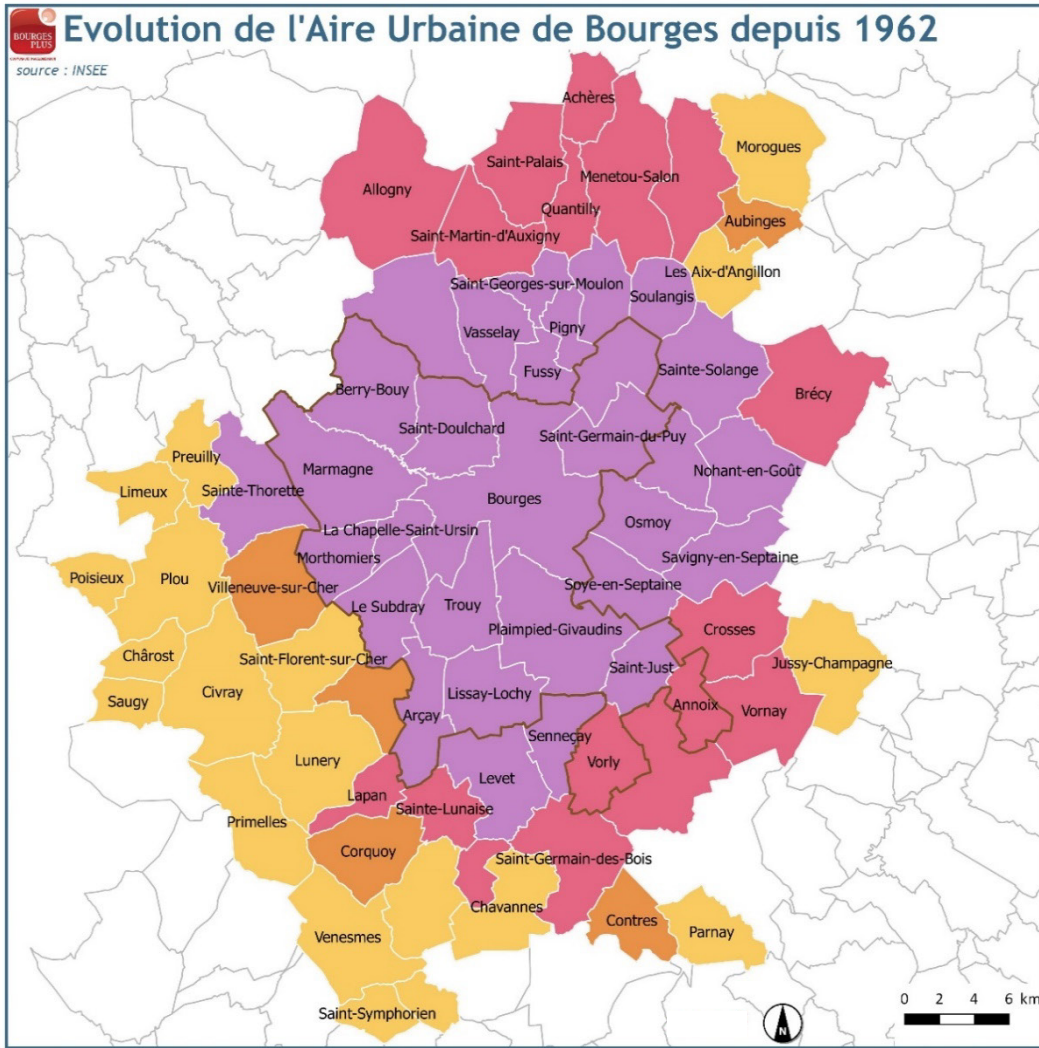 BOURGES
PLUS
Evolution de l'Aire Urbaine de Bourges depuis 1962
source : INSEE
Achères
Morogues
Saint-Palais
Menetou-Salon
Allogny
Quantilly
Aubinges
Saint-Martin-d'Auxigny
Les Aix-d'Angillon
Saint-Georges-sur-Moulon
Soulangis
Vasselay
Pigny
Fussy
Sainte-Solange
Berry-Bouy
Brécy
Saint-Doulchard
Saint-Germain-du-Puy
Preuilly
Marmagne
Nohant-en-Goût
Limeux
Sainte-Thorette
Bourges
Osmoy
La Chapelle-Saint-Ursin
Morthomiers
Savigny-en-Septaine
Poisieux
Plou
Villeneuve-sur-Cher
Soye-en-Septaine
Le Subdray
Trouy
Plaimpied-Givaudins
Crosses
Chârost
Saint-Florent-sur-Cher
Saint-Just
Jussy-Champagne
Saugy
Civray
Lissay-Lochy
Arçay
Annoix
Vornay
Senneçay
Lunery
Levet
Vorly
Lapan
Sainte-Lunaise
Primelles
Corquoy
Saint-Germain-des-Bois
Chavannes
Contres
Parnay
Venesmes
Saint-Symphorien
0 2 4 6 km
N